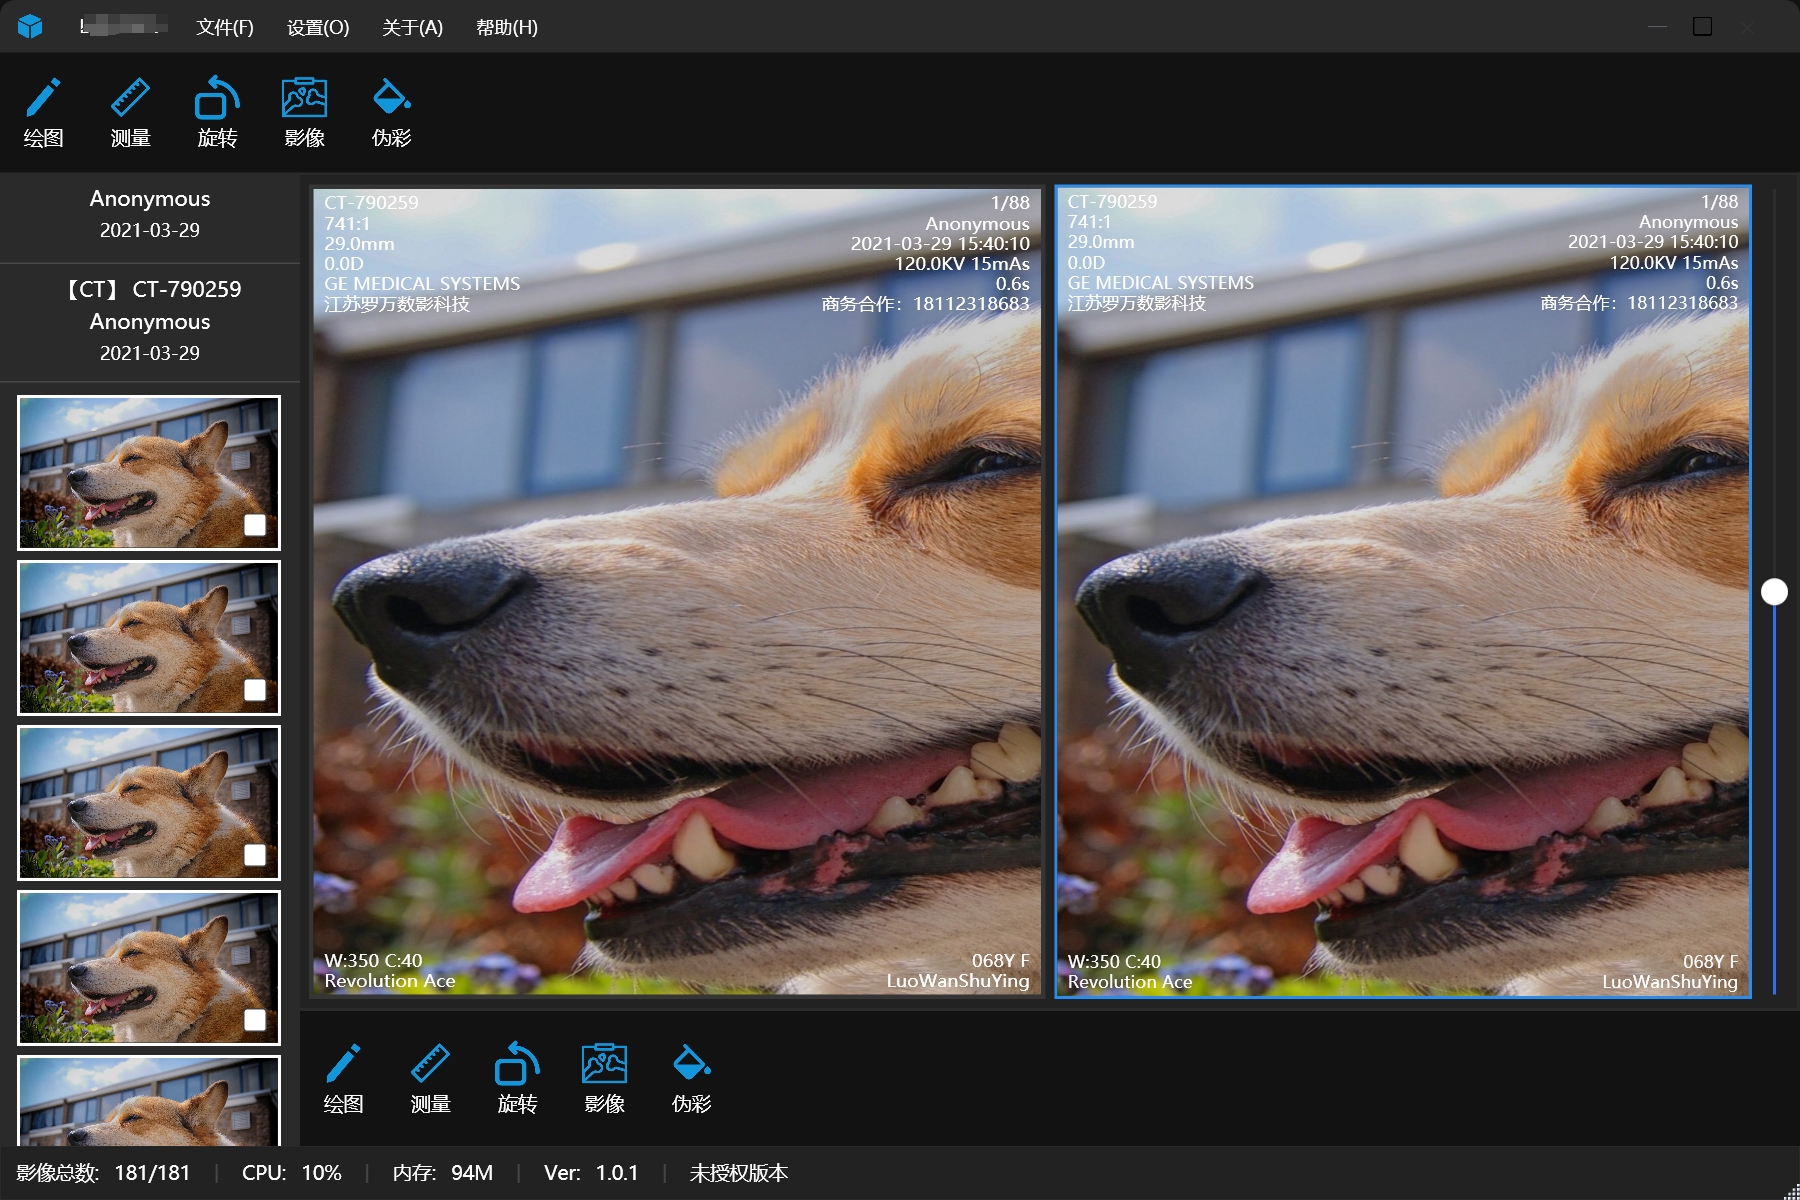 文件(F) 设置(O) 关于(A) 帮助(H)
绘图 测量 旋转 影像 伪彩
Anonymous
2021-03-29
【CT】 CT-790259
Anonymous
2021-03-29
CT-790259
741:1
29.0mm
0.0D
GE MEDICAL SYSTEMS
江苏罗万数影科技
1/88
Anonymous
2021-03-29 15:40:10
120.0KV 15mAs
0.6s
商务合作：18112318683
W:350 C:40
Revolution Ace
068Y F
LuoWanShuYing
CT-790259
741:1
29.0mm
0.0D
GE MEDICAL SYSTEMS
江苏罗万数影科技
1/88
Anonymous
2021-03-29 15:40:10
120.0KV 15mAs
0.6s
商务合作：18112318683
W:350 C:40
Revolution Ace
068Y F
LuoWanShuYing
绘图 测量 旋转 影像 伪彩
影像总数: 181/181 | CPU: 10% | 内存: 94M | Ver: 1.0.1 | 未授权版本